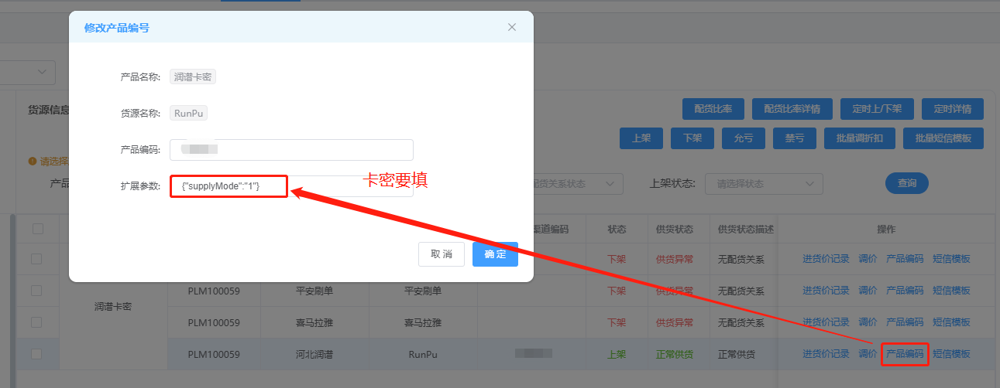 修改产品编号
产品名称: 润谱卡密
货源名称: RunPu
产品编码:
扩展参数: {"supplyMode":"1"}
卡密要填
取消 确定
货源信息
配货比率 配货比率详情 定时上/下架 定时详情
上架 下架 允亏 禁亏 批量调折扣 批量短信模板
请选择
产品
配货关系状态 上架状态: 请选择状态 查询
渠道编码 状态 供货状态 供货状态描述 操作
下架 供货异常 无配货关系 进货价记录 调价 产品编码 短信模板
润谱卡密
PLM100059 平安刷单 平安刷单 下架 供货异常 无配货关系 进货价记录 调价 产品编码 短信模板
PLM100059 喜马拉雅 喜马拉雅 下架 供货异常 无配货关系 进货价记录 调价 产品编码 短信模板
PLM100059 河北润谱 RunPu 上架 正常供货 正常供货 进货价记录 调价 产品编码 短信模板